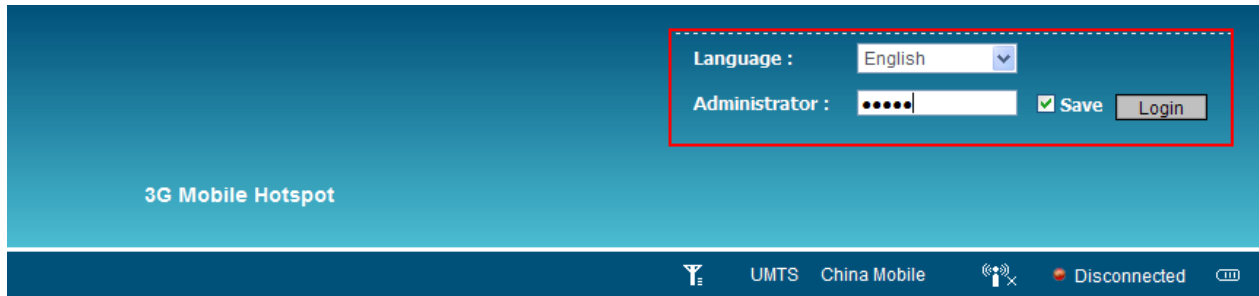 Language : English
Administrator : ••••• Save Login
3G Mobile Hotspot
UMTS China Mobile Disconnected